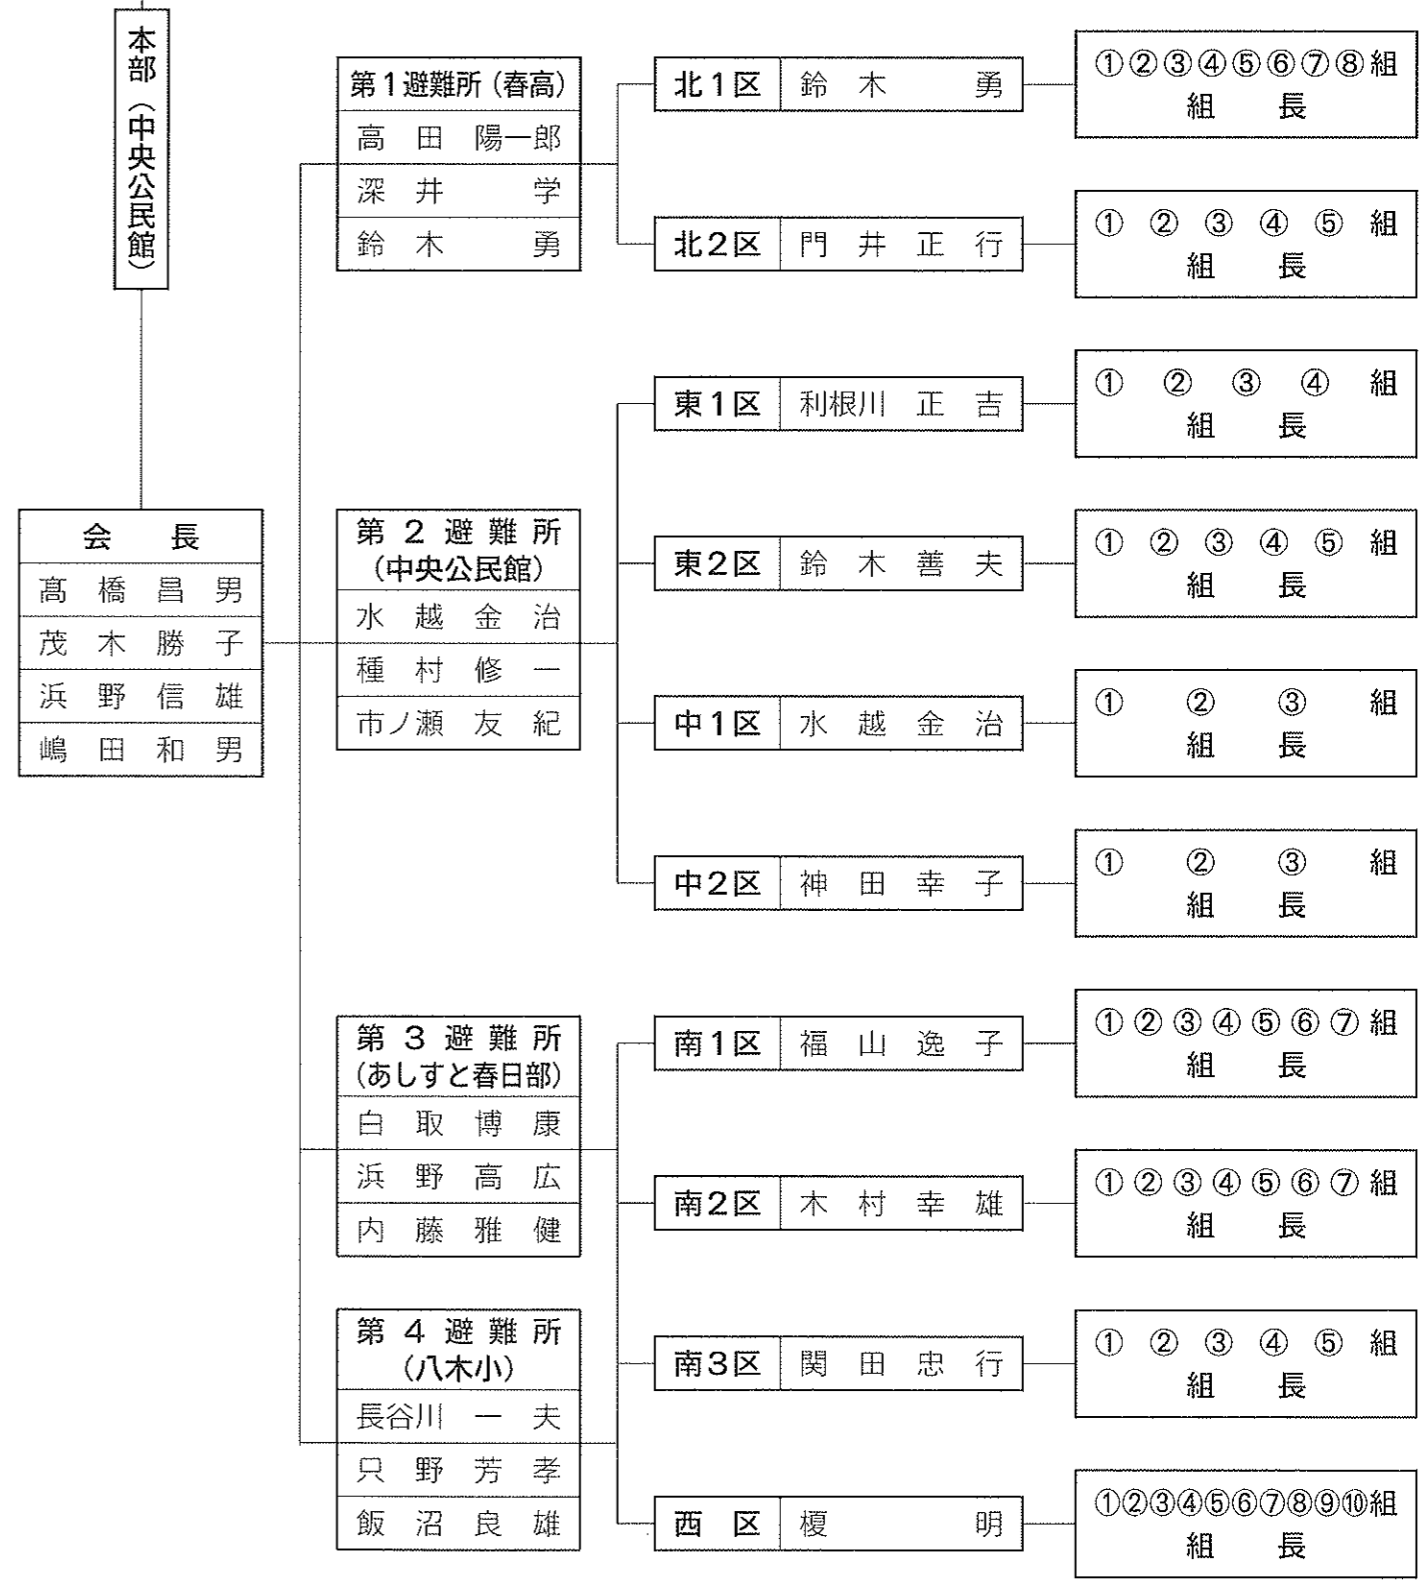 本部（中央公民館）
会長
髙橋昌男
茂木勝子
浜野信雄
嶋田和男
第1避難所（春高）
高田陽一郎
深井学
鈴木勇
北1区 鈴木勇
①②③④⑤⑥⑦⑧組
組長
北2区 門井正行
①②③④⑤組
組長
第2避難所
（中央公民館）
水越金治
種村修一
市ノ瀬友紀
東1区 利根川正吉
①②③④組
組長
東2区 鈴木善夫
①②③④⑤組
組長
中1区 水越金治
①②③組
組長
中2区 神田幸子
①②③組
組長
第3避難所
（あしすと春日部）
白取博康
浜野高広
内藤雅健
第4避難所
（八木小）
長谷川一夫
只野芳孝
飯沼良雄
南1区 福山逸子
①②③④⑤⑥⑦組
組長
南2区 木村幸雄
①②③④⑤⑥⑦組
組長
南3区 関田忠行
①②③④⑤組
組長
西区 榎明
①②③④⑤⑥⑦⑧⑨⑩組
組長